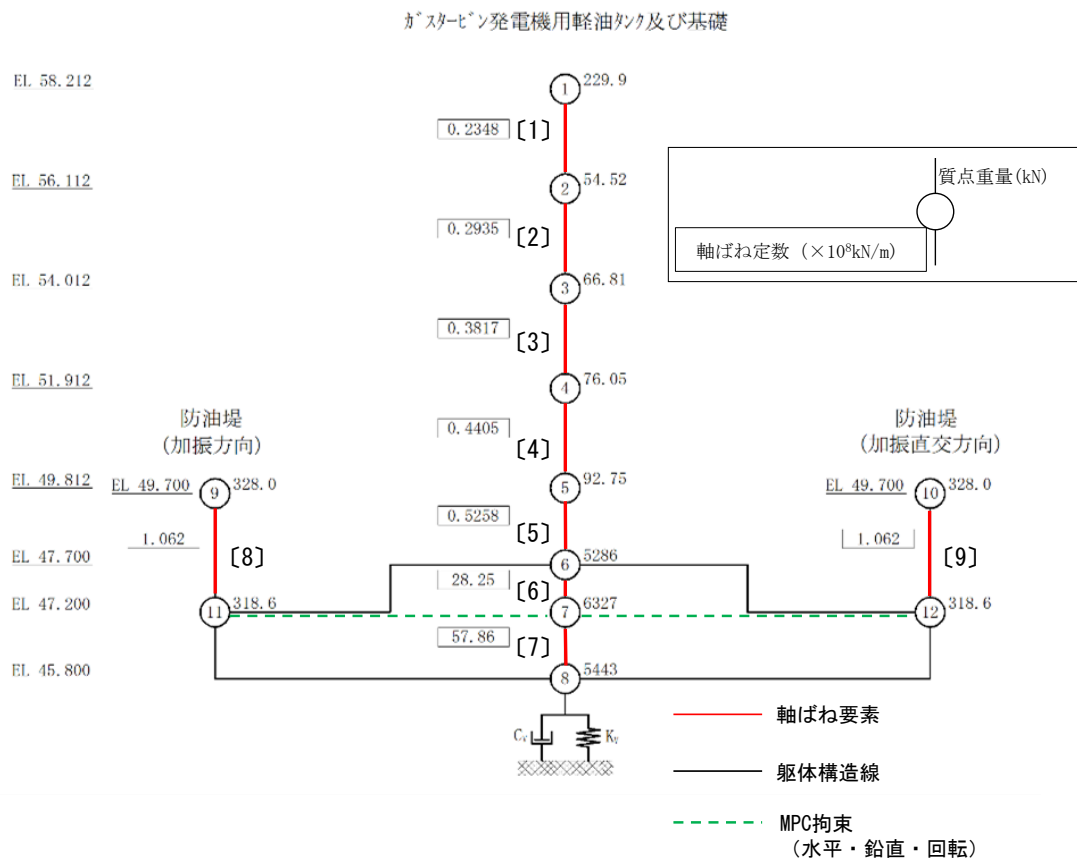 ガスタービン発電機用軽油タンク及び基礎
EL 58.212
① 229.9
0.2348 〔1〕
EL 56.112
② 54.52
質点重量(kN)
軸ばね定数 (×10⁸kN/m)
0.2935 〔2〕
EL 54.012
③ 66.81
0.3817 〔3〕
EL 51.912
④ 76.05
防油堤
(加振方向)
0.4405 〔4〕
防油堤
(加振直交方向)
EL 49.812
EL 49.700 ⑨ 328.0
⑤ 92.75
EL 49.700 ⑩ 328.0
1.062 〔8〕
0.5258 〔5〕
1.062 〔9〕
EL 47.700
⑥ 5286
28.25 〔6〕
EL 47.200
⑪ 318.6
⑦ 6327
⑫ 318.6
57.86 〔7〕
EL 45.800
⑧ 5443
Cv Kv
軸ばね要素
躯体構造線
MPC拘束
(水平・鉛直・回転)